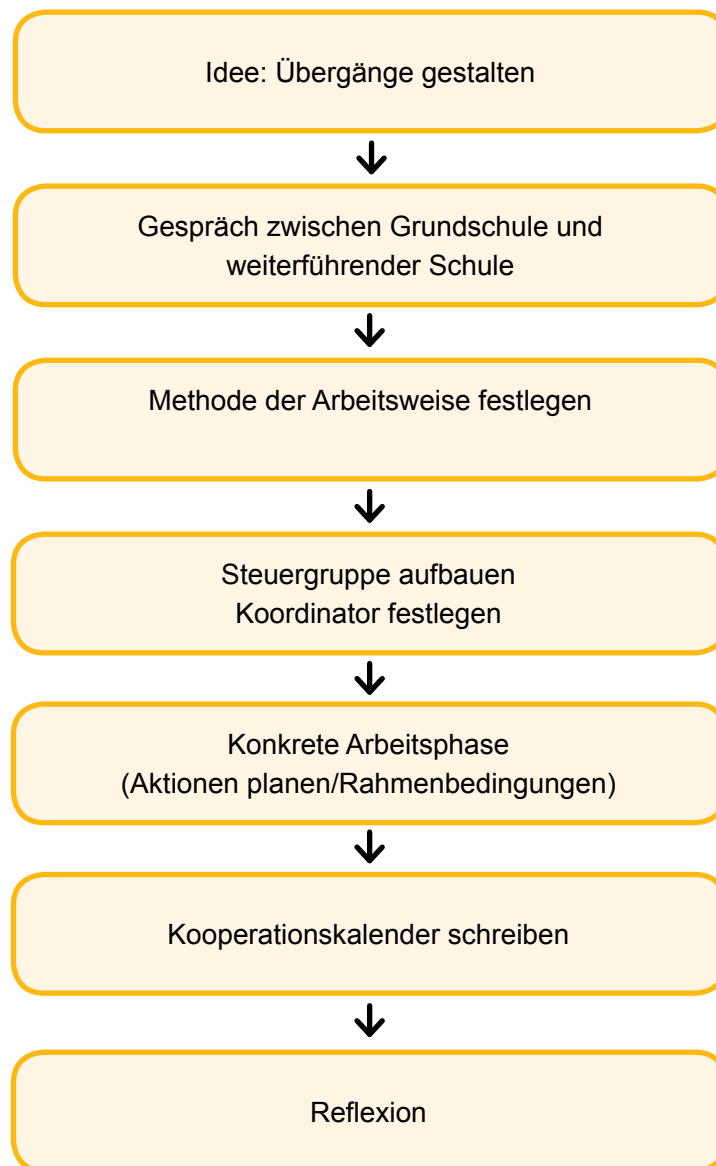 Idee: Übergänge gestalten
Gespräch zwischen Grundschule und
weiterführender Schule
Methode der Arbeitsweise festlegen
Steuergruppe aufbauen
Koordinator festlegen
Konkrete Arbeitsphase
(Aktionen planen/Rahmenbedingungen)
Kooperationskalender schreiben
Reflexion